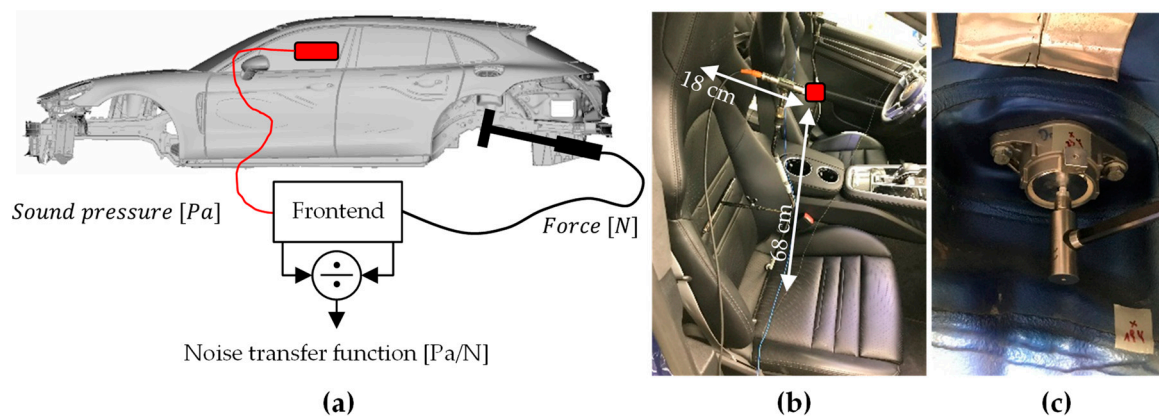 Sound pressure [Pa]
Frontend
Force [N]
÷
Noise transfer function [Pa/N]
18 cm
68 cm
(a)
(b)
(c)